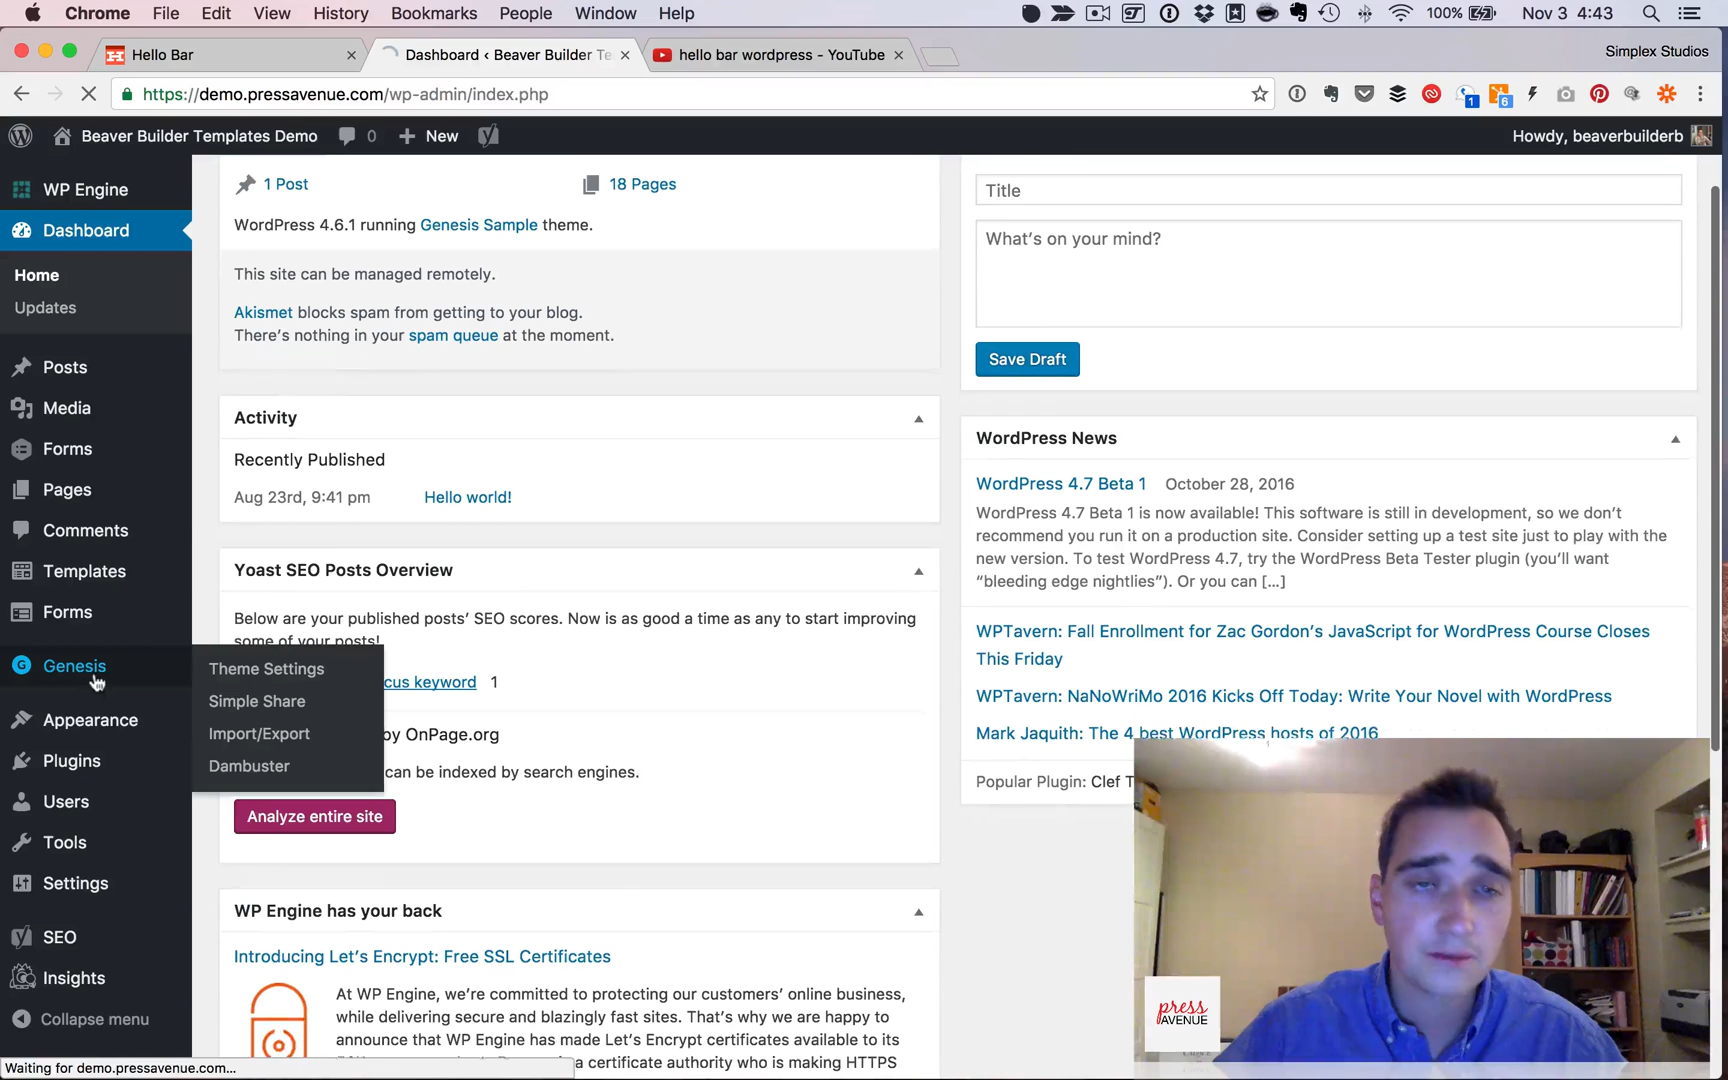 Chrome File Edit View History Bookmarks People Window Help
100% Nov 3 4:43
Hello Bar
Dashboard ‹ Beaver Builder Te
hello bar wordpress - YouTube
Simplex Studios
https://demo.pressavenue.com/wp-admin/index.php
1
6
Beaver Builder Templates Demo 0 New
Howdy, beaverbuilderb
WP Engine
Dashboard
Home
Updates
Posts
Media
Forms
Pages
Comments
Templates
Forms
Genesis
Appearance
Plugins
Users
Tools
Settings
SEO
Insights
Collapse menu
Theme Settings
Simple Share
Import/Export
Dambuster
1 Post
18 Pages
WordPress 4.6.1 running Genesis Sample theme.
This site can be managed remotely.
Akismet blocks spam from getting to your blog.
There's nothing in your spam queue at the moment.
Activity
Recently Published
Aug 23rd, 9:41 pm Hello world!
Yoast SEO Posts Overview
Below are your published posts' SEO scores. Now is as good a time as any to start improving
some of your posts!
cus keyword 1
by OnPage.org
can be indexed by search engines.
Analyze entire site
WP Engine has your back
Introducing Let's Encrypt: Free SSL Certificates
At WP Engine, we're committed to protecting our customers' online business,
while delivering secure and blazingly fast sites. That's why we are happy to
announce that WP Engine has made Let's Encrypt certificates available to its
a certificate authority who is making HTTPS
Title
What's on your mind?
Save Draft
WordPress News
WordPress 4.7 Beta 1 October 28, 2016
WordPress 4.7 Beta 1 is now available! This software is still in development, so we don't
recommend you run it on a production site. Consider setting up a test site just to play with the
new version. To test WordPress 4.7, try the WordPress Beta Tester plugin (you'll want
"bleeding edge nightlies"). Or you can […]
WPTavern: Fall Enrollment for Zac Gordon's JavaScript for WordPress Course Closes
This Friday
WPTavern: NaNoWriMo 2016 Kicks Off Today: Write Your Novel with WordPress
Mark Jaquith: The 4 best WordPress hosts of 2016
Popular Plugin: Clef T
press
AVENUE
Waiting for demo.pressavenue.com...